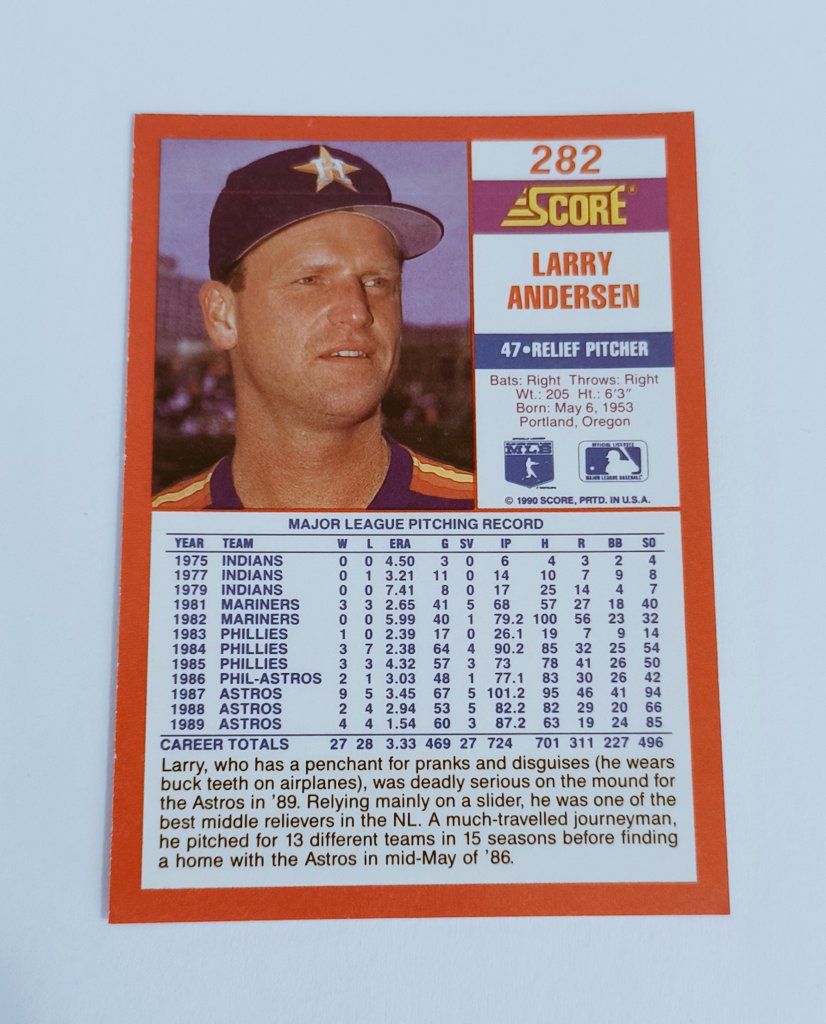 H
282
SCORE®
LARRY
ANDERSEN
47•RELIEF PITCHER
Bats: Right Throws: Right
Wt.: 205 Ht.: 6'3"
Born: May 6, 1953
Portland, Oregon
MLB
OFFICIAL LICENSEE
MAJOR LEAGUE BASEBALL
© 1990 SCORE, PRTD. IN U.S.A.
MAJOR LEAGUE PITCHING RECORD
YEAR TEAM W L ERA G SV IP H R BB SO
1975 INDIANS 0 0 4.50 3 0 6 4 3 2 4
1977 INDIANS 0 1 3.21 11 0 14 10 7 9 8
1979 INDIANS 0 0 7.41 8 0 17 25 14 4 7
1981 MARINERS 3 3 2.65 41 5 68 57 27 18 40
1982 MARINERS 0 0 5.99 40 1 79.2 100 56 23 32
1983 PHILLIES 1 0 2.39 17 0 26.1 19 7 9 14
1984 PHILLIES 3 7 2.38 64 4 90.2 85 32 25 54
1985 PHILLIES 3 3 4.32 57 3 73 78 41 26 50
1986 PHIL-ASTROS 2 1 3.03 48 1 77.1 83 30 26 42
1987 ASTROS 9 5 3.45 67 5 101.2 95 46 41 94
1988 ASTROS 2 4 2.94 53 5 82.2 82 29 20 66
1989 ASTROS 4 4 1.54 60 3 87.2 63 19 24 85
CAREER TOTALS 27 28 3.33 469 27 724 701 311 227 496
Larry, who has a penchant for pranks and disguises (he wears
buck teeth on airplanes), was deadly serious on the mound for
the Astros in '89. Relying mainly on a slider, he was one of the
best middle relievers in the NL. A much-travelled journeyman,
he pitched for 13 different teams in 15 seasons before finding
a home with the Astros in mid-May of '86.